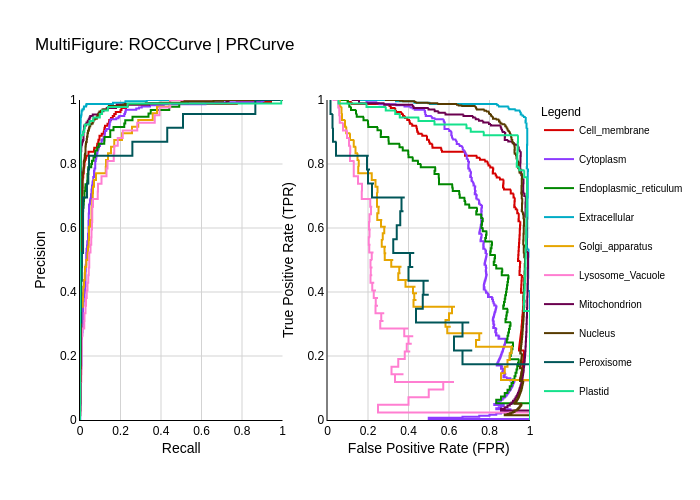 MultiFigure: ROCCurve | PRCurve
Precision
1
0.8
0.6
0.4
0.2
0
0
0.2
0.4
0.6
0.8
1
Recall
True Positive Rate (TPR)
1
0.8
0.6
0.4
0.2
0
0
0.2
0.4
0.6
0.8
1
False Positive Rate (FPR)
Legend
Cell_membrane
Cytoplasm
Endoplasmic_reticulum
Extracellular
Golgi_apparatus
Lysosome_Vacuole
Mitochondrion
Nucleus
Peroxisome
Plastid